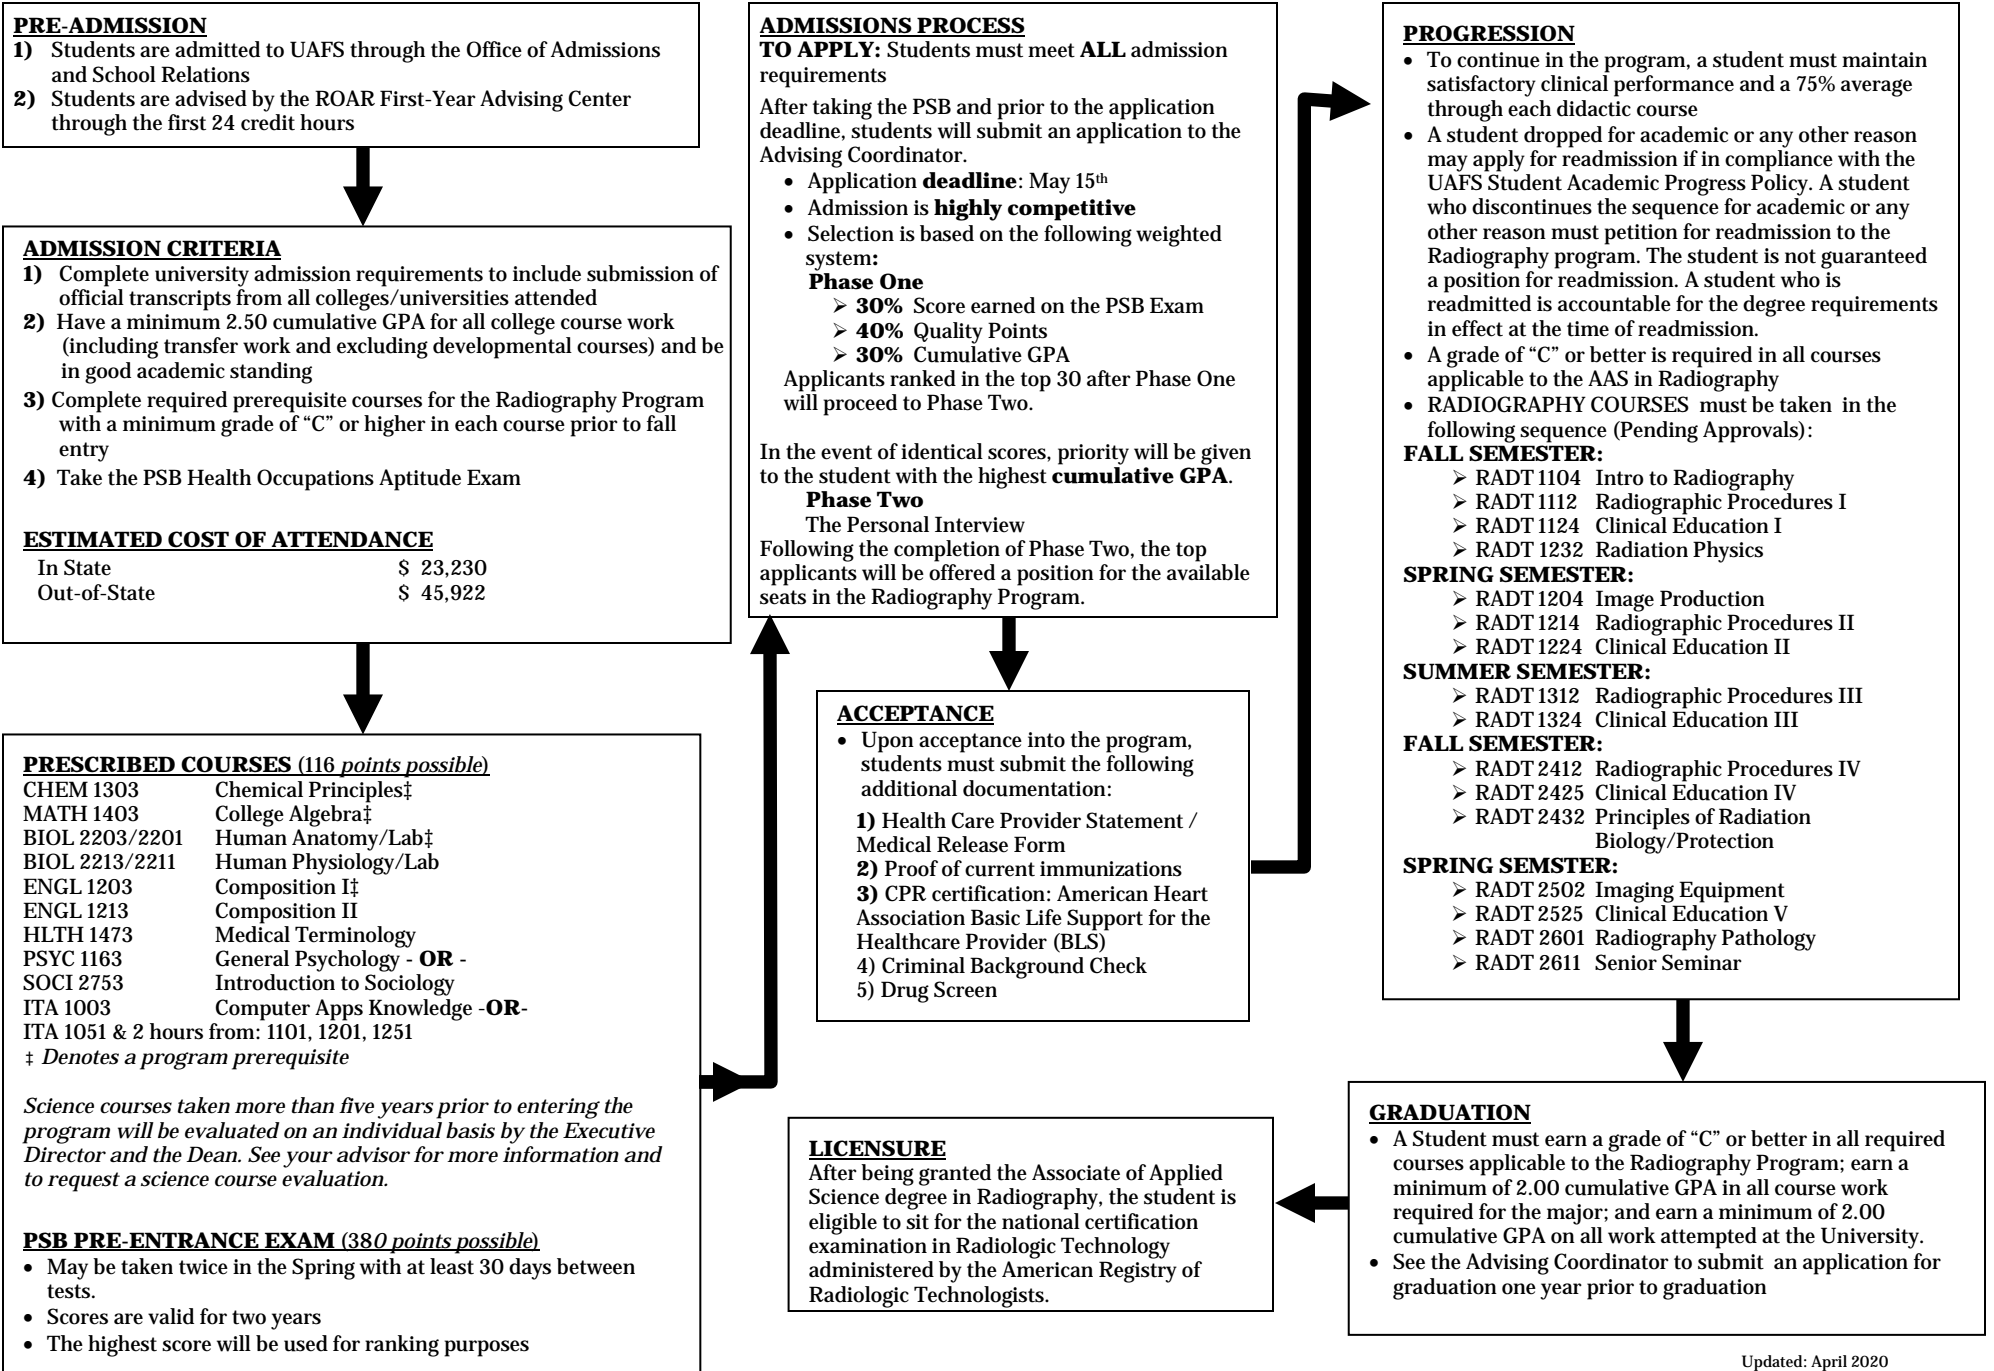 PRE-ADMISSION
1) Students are admitted to UAFS through the Office of Admissions
and School Relations
2) Students are advised by the ROAR First-Year Advising Center
through the first 24 credit hours
ADMISSION CRITERIA
1) Complete university admission requirements to include submission of
official transcripts from all colleges/universities attended
2) Have a minimum 2.50 cumulative GPA for all college course work
(including transfer work and excluding developmental courses) and be
in good academic standing
3) Complete required prerequisite courses for the Radiography Program
with a minimum grade of “C” or higher in each course prior to fall
entry
4) Take the PSB Health Occupations Aptitude Exam
ESTIMATED COST OF ATTENDANCE
In State $ 23,230
Out-of-State $ 45,922
PRESCRIBED COURSES (116 points possible)
CHEM 1303 Chemical Principles‡
MATH 1403 College Algebra‡
BIOL 2203/2201 Human Anatomy/Lab‡
BIOL 2213/2211 Human Physiology/Lab
ENGL 1203 Composition I‡
ENGL 1213 Composition II
HLTH 1473 Medical Terminology
PSYC 1163 General Psychology - OR -
SOCI 2753 Introduction to Sociology
ITA 1003 Computer Apps Knowledge -OR-
ITA 1051 & 2 hours from: 1101, 1201, 1251
‡ Denotes a program prerequisite
Science courses taken more than five years prior to entering the
program will be evaluated on an individual basis by the Executive
Director and the Dean. See your advisor for more information and
to request a science course evaluation.
PSB PRE-ENTRANCE EXAM (380 points possible)
• May be taken twice in the Spring with at least 30 days between
tests.
• Scores are valid for two years
• The highest score will be used for ranking purposes
ADMISSIONS PROCESS
TO APPLY: Students must meet ALL admission
requirements
After taking the PSB and prior to the application
deadline, students will submit an application to the
Advising Coordinator.
• Application deadline: May 15th
• Admission is highly competitive
• Selection is based on the following weighted
system:
Phase One
➢ 30% Score earned on the PSB Exam
➢ 40% Quality Points
➢ 30% Cumulative GPA
Applicants ranked in the top 30 after Phase One
will proceed to Phase Two.
In the event of identical scores, priority will be given
to the student with the highest cumulative GPA.
Phase Two
The Personal Interview
Following the completion of Phase Two, the top
applicants will be offered a position for the available
seats in the Radiography Program.
ACCEPTANCE
• Upon acceptance into the program,
students must submit the following
additional documentation:
1) Health Care Provider Statement /
Medical Release Form
2) Proof of current immunizations
3) CPR certification: American Heart
Association Basic Life Support for the
Healthcare Provider (BLS)
4) Criminal Background Check
5) Drug Screen
PROGRESSION
• To continue in the program, a student must maintain
satisfactory clinical performance and a 75% average
through each didactic course
• A student dropped for academic or any other reason
may apply for readmission if in compliance with the
UAFS Student Academic Progress Policy. A student
who discontinues the sequence for academic or any
other reason must petition for readmission to the
Radiography program. The student is not guaranteed
a position for readmission. A student who is
readmitted is accountable for the degree requirements
in effect at the time of readmission.
• A grade of “C” or better is required in all courses
applicable to the AAS in Radiography
• RADIOGRAPHY COURSES must be taken in the
following sequence (Pending Approvals):
FALL SEMESTER:
➢ RADT 1104 Intro to Radiography
➢ RADT 1112 Radiographic Procedures I
➢ RADT 1124 Clinical Education I
➢ RADT 1232 Radiation Physics
SPRING SEMESTER:
➢ RADT 1204 Image Production
➢ RADT 1214 Radiographic Procedures II
➢ RADT 1224 Clinical Education II
SUMMER SEMESTER:
➢ RADT 1312 Radiographic Procedures III
➢ RADT 1324 Clinical Education III
FALL SEMESTER:
➢ RADT 2412 Radiographic Procedures IV
➢ RADT 2425 Clinical Education IV
➢ RADT 2432 Principles of Radiation
Biology/Protection
SPRING SEMSTER:
➢ RADT 2502 Imaging Equipment
➢ RADT 2525 Clinical Education V
➢ RADT 2601 Radiography Pathology
➢ RADT 2611 Senior Seminar
GRADUATION
• A Student must earn a grade of “C” or better in all required
courses applicable to the Radiography Program; earn a
minimum of 2.00 cumulative GPA in all course work
required for the major; and earn a minimum of 2.00
cumulative GPA on all work attempted at the University.
• See the Advising Coordinator to submit an application for
graduation one year prior to graduation
LICENSURE
After being granted the Associate of Applied
Science degree in Radiography, the student is
eligible to sit for the national certification
examination in Radiologic Technology
administered by the American Registry of
Radiologic Technologists.
Updated: April 2020